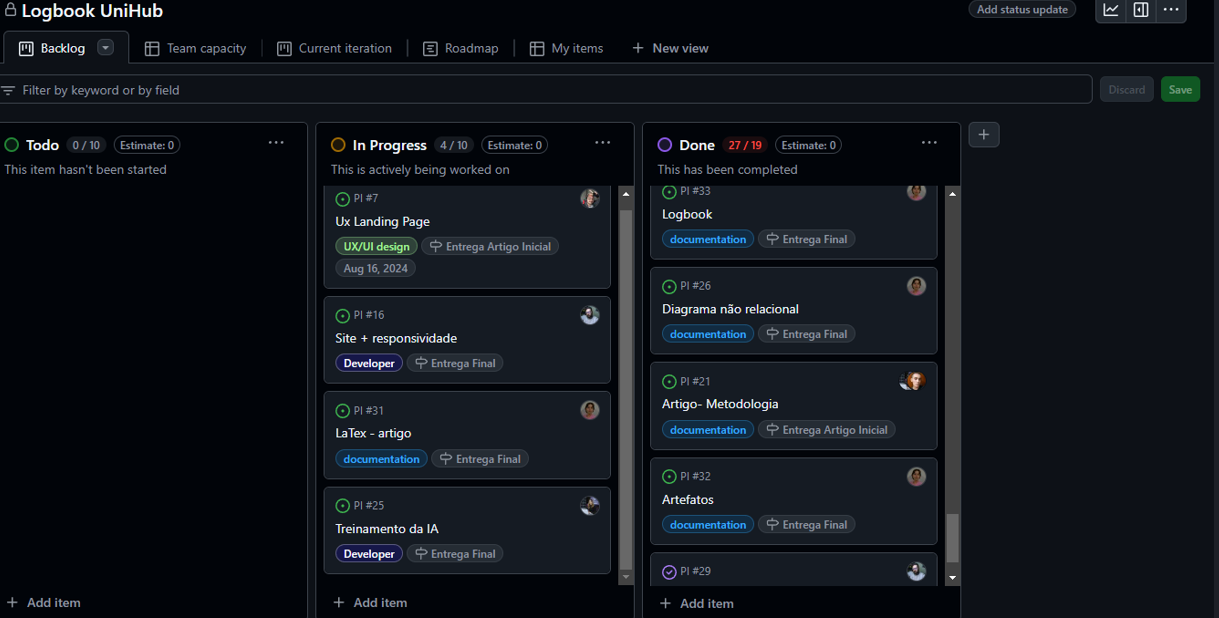 Logbook UniHub
Add status update
Backlog
Team capacity
Current iteration
Roadmap
My items
New view
Filter by keyword or by field
Discard
Save
Todo 0 / 10 Estimate: 0
This item hasn't been started
Add item
In Progress 4 / 10 Estimate: 0
This is actively being worked on
PI #7
Ux Landing Page
UX/UI design Entrega Artigo Inicial
Aug 16, 2024
PI #16
Site + responsividade
Developer Entrega Final
PI #31
LaTex - artigo
documentation Entrega Final
PI #25
Treinamento da IA
Developer Entrega Final
Add item
Done 27 / 19 Estimate: 0
This has been completed
PI #33
Logbook
documentation Entrega Final
PI #26
Diagrama não relacional
documentation Entrega Final
PI #21
Artigo- Metodologia
documentation Entrega Artigo Inicial
PI #32
Artefatos
documentation Entrega Final
PI #29
Add item